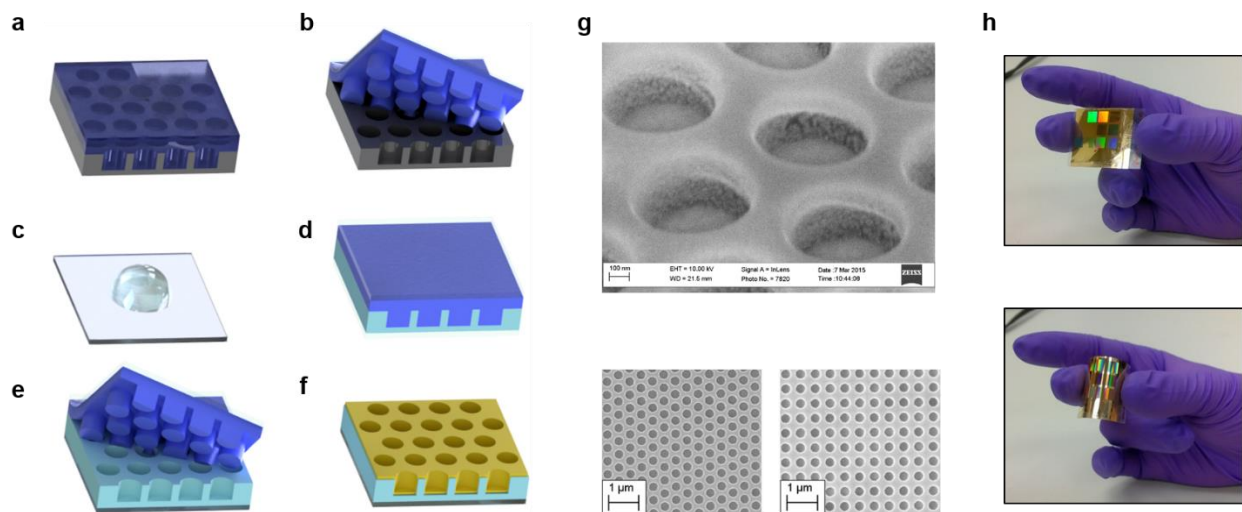 a
b
c
d
e
f
g
100 nm
EHT = 10.00 kV Signal A = InLens Date :7 Mar 2015
WD = 21.5 mm Photo No. = 7820 Time :10:44:06
ZEISS
1 µm
1 µm
h